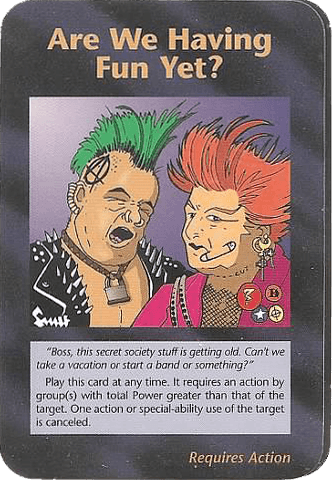 Are We Having
Fun Yet?
"Boss, this secret society stuff is getting old. Can't we
take a vacation or start a band or something?"
Play this card at any time. It requires an action by
group(s) with total Power greater than that of the
target. One action or special-ability use of the target
is canceled.
Requires Action